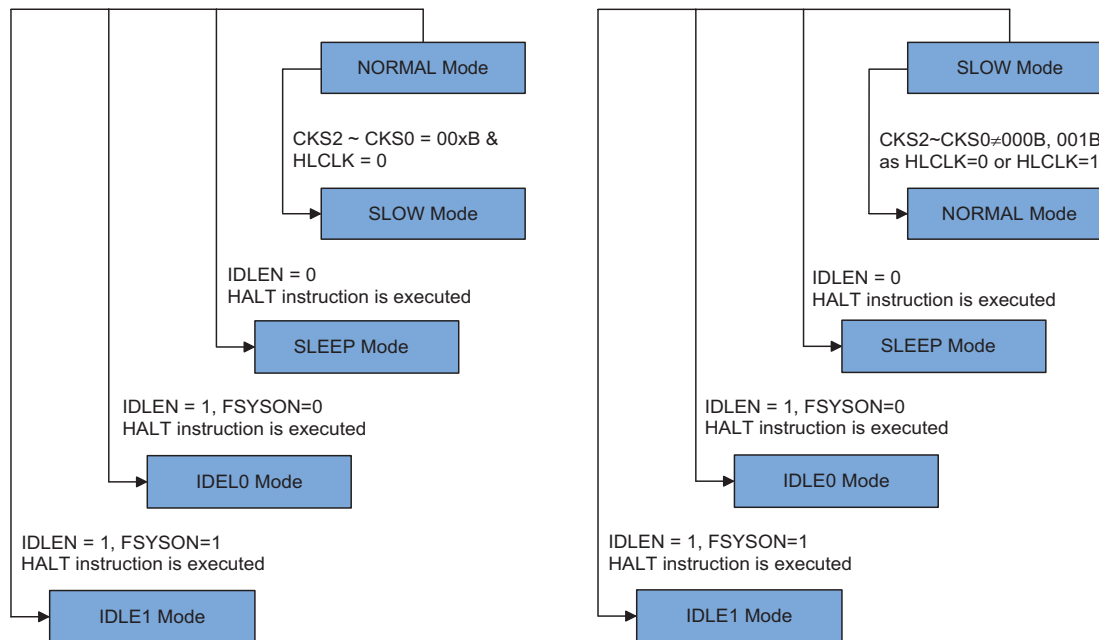 NORMAL Mode
CKS2 ~ CKS0 = 00xB &
HLCLK = 0
SLOW Mode
IDLEN = 0
HALT instruction is executed
SLEEP Mode
IDLEN = 1, FSYSON=0
HALT instruction is executed
IDEL0 Mode
IDLEN = 1, FSYSON=1
HALT instruction is executed
IDLE1 Mode
SLOW Mode
CKS2~CKS0≠000B, 001B
as HLCLK=0 or HLCLK=1
NORMAL Mode
IDLEN = 0
HALT instruction is executed
SLEEP Mode
IDLEN = 1, FSYSON=0
HALT instruction is executed
IDLE0 Mode
IDLEN = 1, FSYSON=1
HALT instruction is executed
IDLE1 Mode